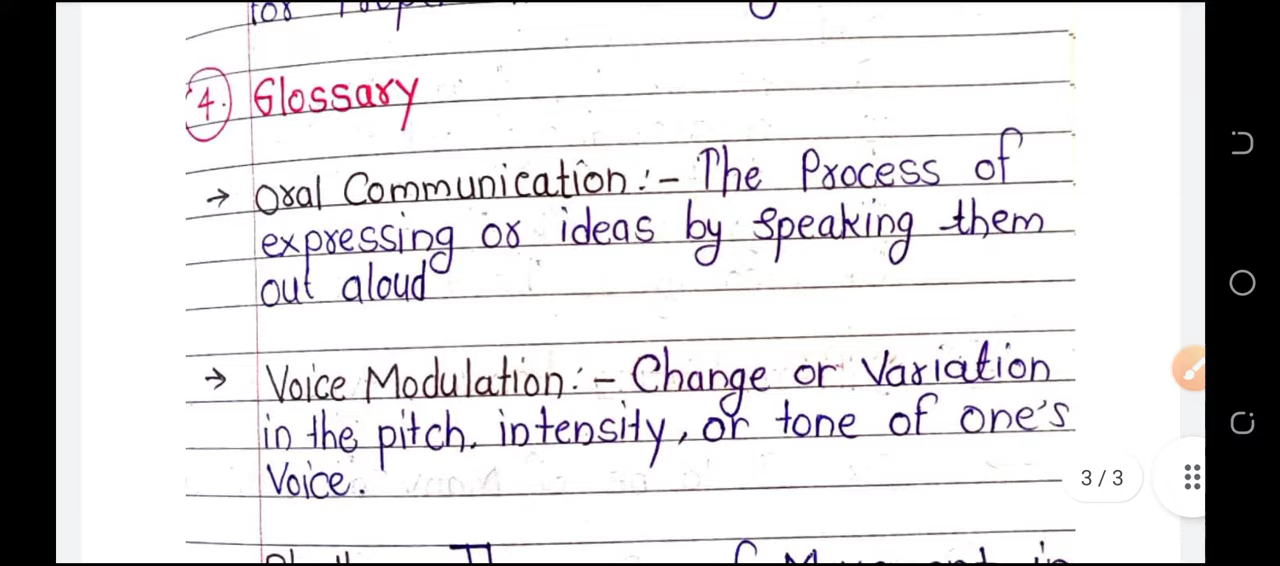 for
4. Glossary
→ Oral Communication :- The Process of
expressing or ideas by speaking them
out aloud
→ Voice Modulation :- Change or Variation
in the pitch, intensity, or tone of one's
Voice.
3 / 3